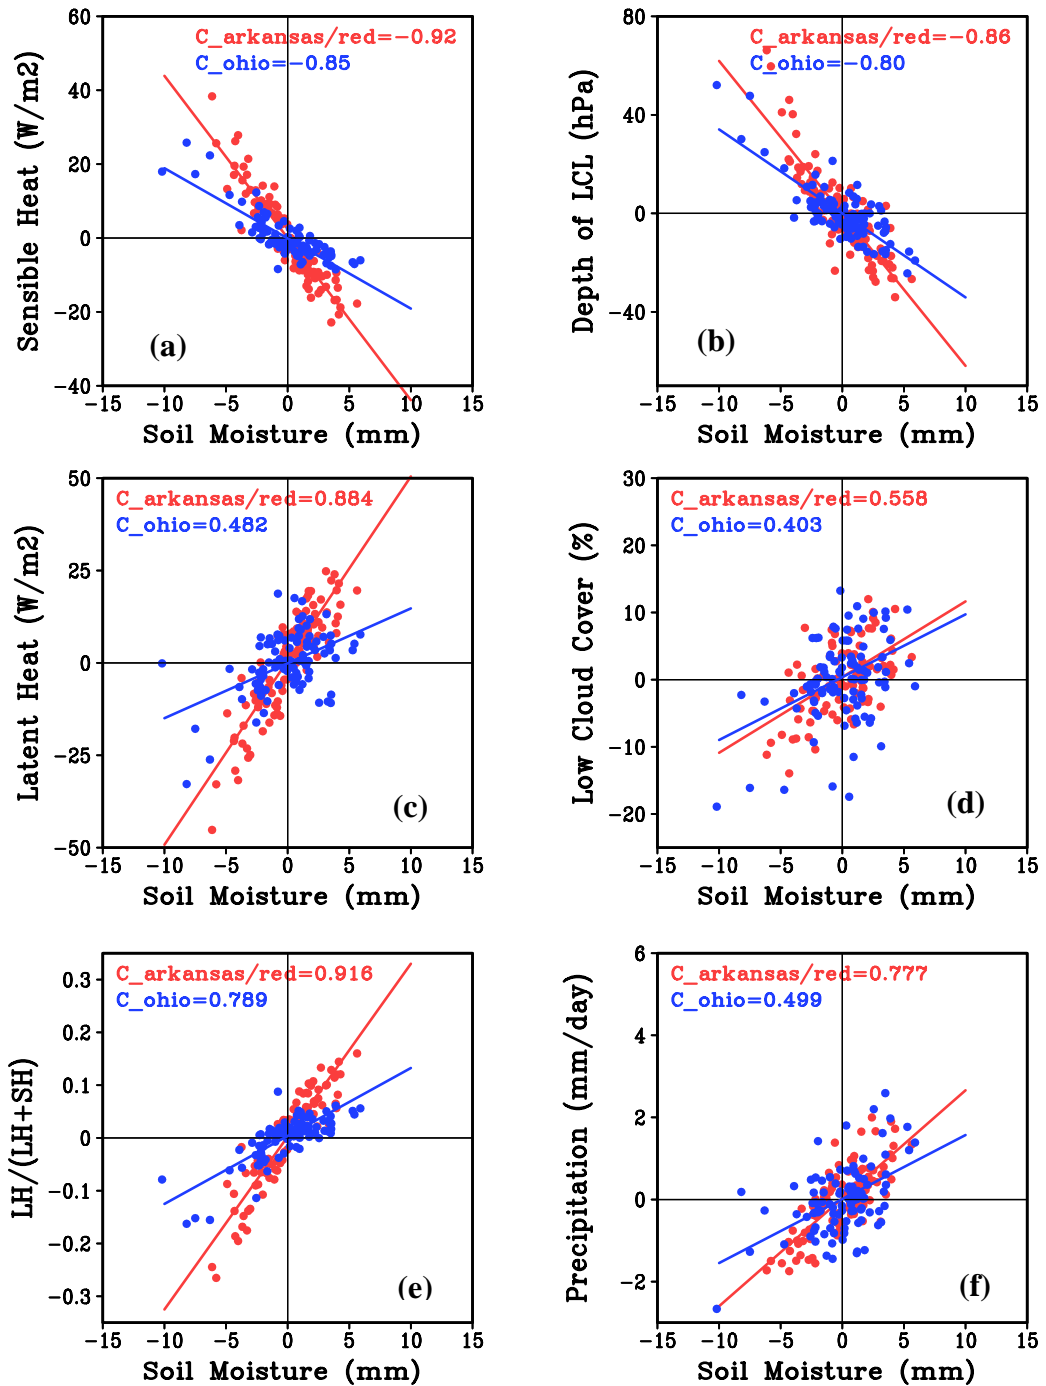 60
40
20
0
−20
−40
−15
−10
−5
0
5
10
15
Sensible Heat (W/m2)
Soil Moisture (mm)
C_arkansas/red=−0.92
C_ohio=−0.85
(a)
80
40
0
−40
−15
−10
−5
0
5
10
15
Depth of LCL (hPa)
Soil Moisture (mm)
C_arkansas/red=−0.86
C_ohio=−0.80
(b)
50
25
0
−25
−50
−15
−10
−5
0
5
10
15
Latent Heat (W/m2)
Soil Moisture (mm)
C_arkansas/red=0.884
C_ohio=0.482
(c)
30
20
10
0
−10
−20
−15
−10
−5
0
5
10
15
Low Cloud Cover (%)
Soil Moisture (mm)
C_arkansas/red=0.558
C_ohio=0.403
(d)
0.3
0.2
0.1
0
−0.1
−0.2
−0.3
−15
−10
−5
0
5
10
15
LH/(LH+SH)
Soil Moisture (mm)
C_arkansas/red=0.916
C_ohio=0.789
(e)
6
4
2
0
−2
−15
−10
−5
0
5
10
15
Precipitation (mm/day)
Soil Moisture (mm)
C_arkansas/red=0.777
C_ohio=0.499
(f)